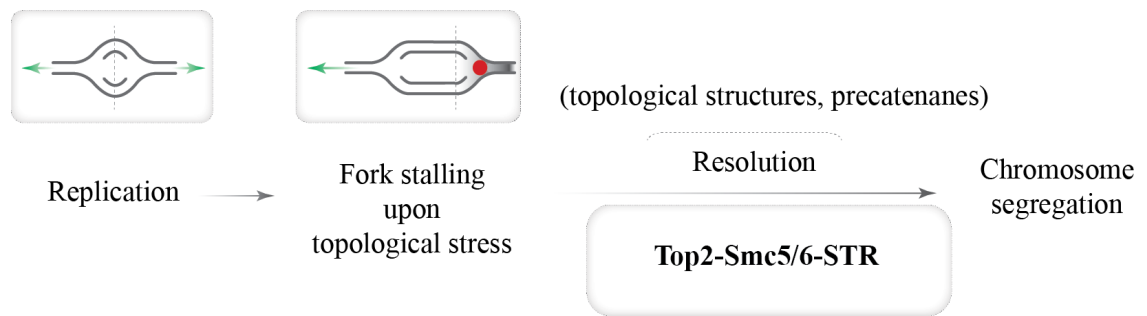 (topological structures, precatenanes)
Replication
Fork stalling
upon
topological stress
Resolution
Top2-Smc5/6-STR
Chromosome
segregation